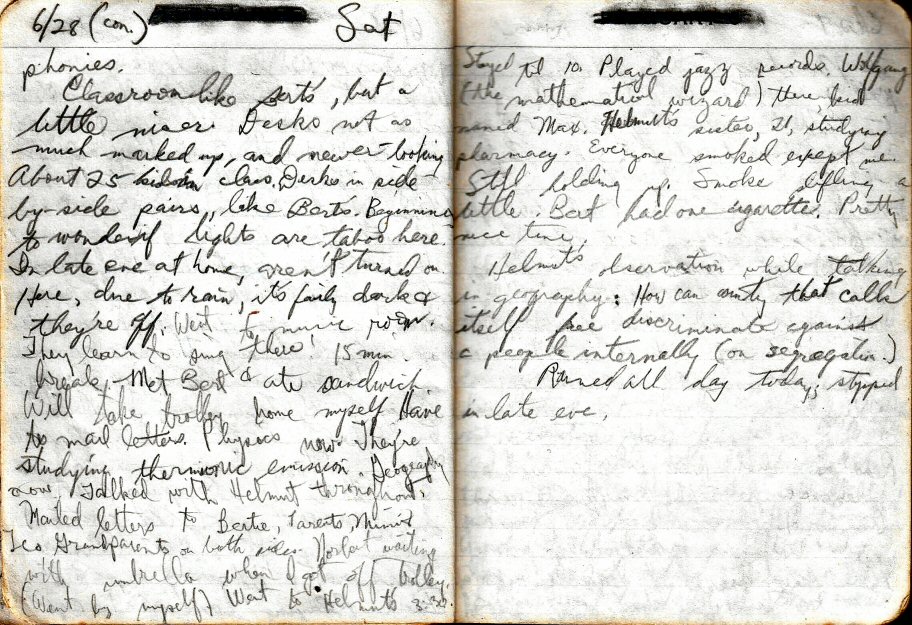 6/28 (con.) Sat
phonies.
Classroom like Bert's, but a
little nicer. Desks not as
much marked up, and newer-looking
About 25 kids in class. Desks in side-
by-side pairs, like Bert's. Beginning
to wonder if lights are taboo here.
In late eve at home, aren't turned on.
Here, due to rain, it's fairly dark &
they're off. Went to music room.
They learn to sing there! 15 min.
break. Met Bert & ate sandwich
Will take trolley home myself. Have
to mail letters. Physics now. They're
studying thermionic emission. Geography
now. Talked with Helmut throughout.
Mailed letters to Bertie, Parents, Mimi's
Grandparents on both sides. Norbert waiting
with umbrella when I got off trolley.
(Went by myself) Went to Helmut's 3:30.
Stayed til 10. Played jazz records. Wolfgang
(the mathematical wizard) there,
named Max. Helmut's sister, 21, studying
pharmacy. Everyone smoked except me.
Still holding up. Smoke drifting a
little. Bert had one cigarette. Pretty
nice time.
Helmut's observation while talking
in geography: How can country that calls
itself free discriminate against
a people internally (on segregation.)
Rained all day today; stopped
in late eve.